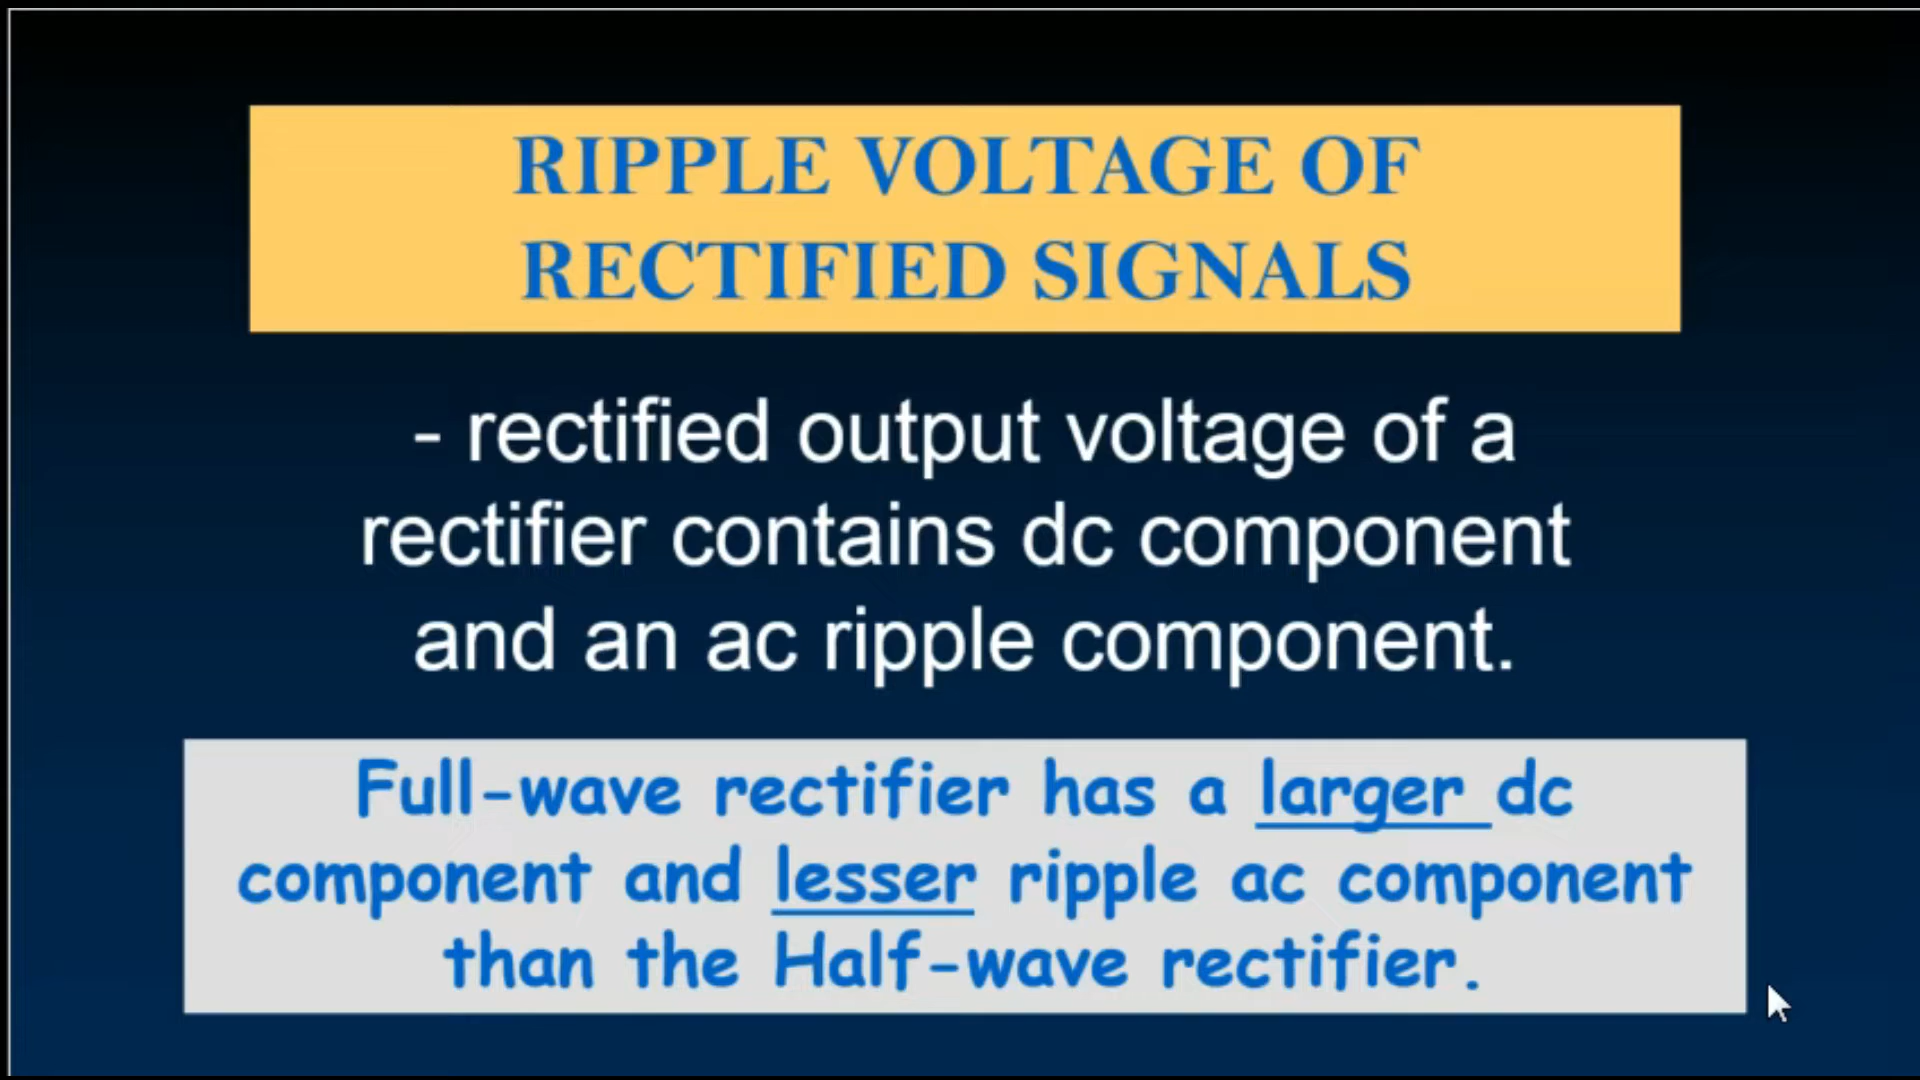 RIPPLE VOLTAGE OF
RECTIFIED SIGNALS
- rectified output voltage of a
rectifier contains dc component
and an ac ripple component.
Full-wave rectifier has a larger dc
component and lesser ripple ac component
than the Half-wave rectifier.